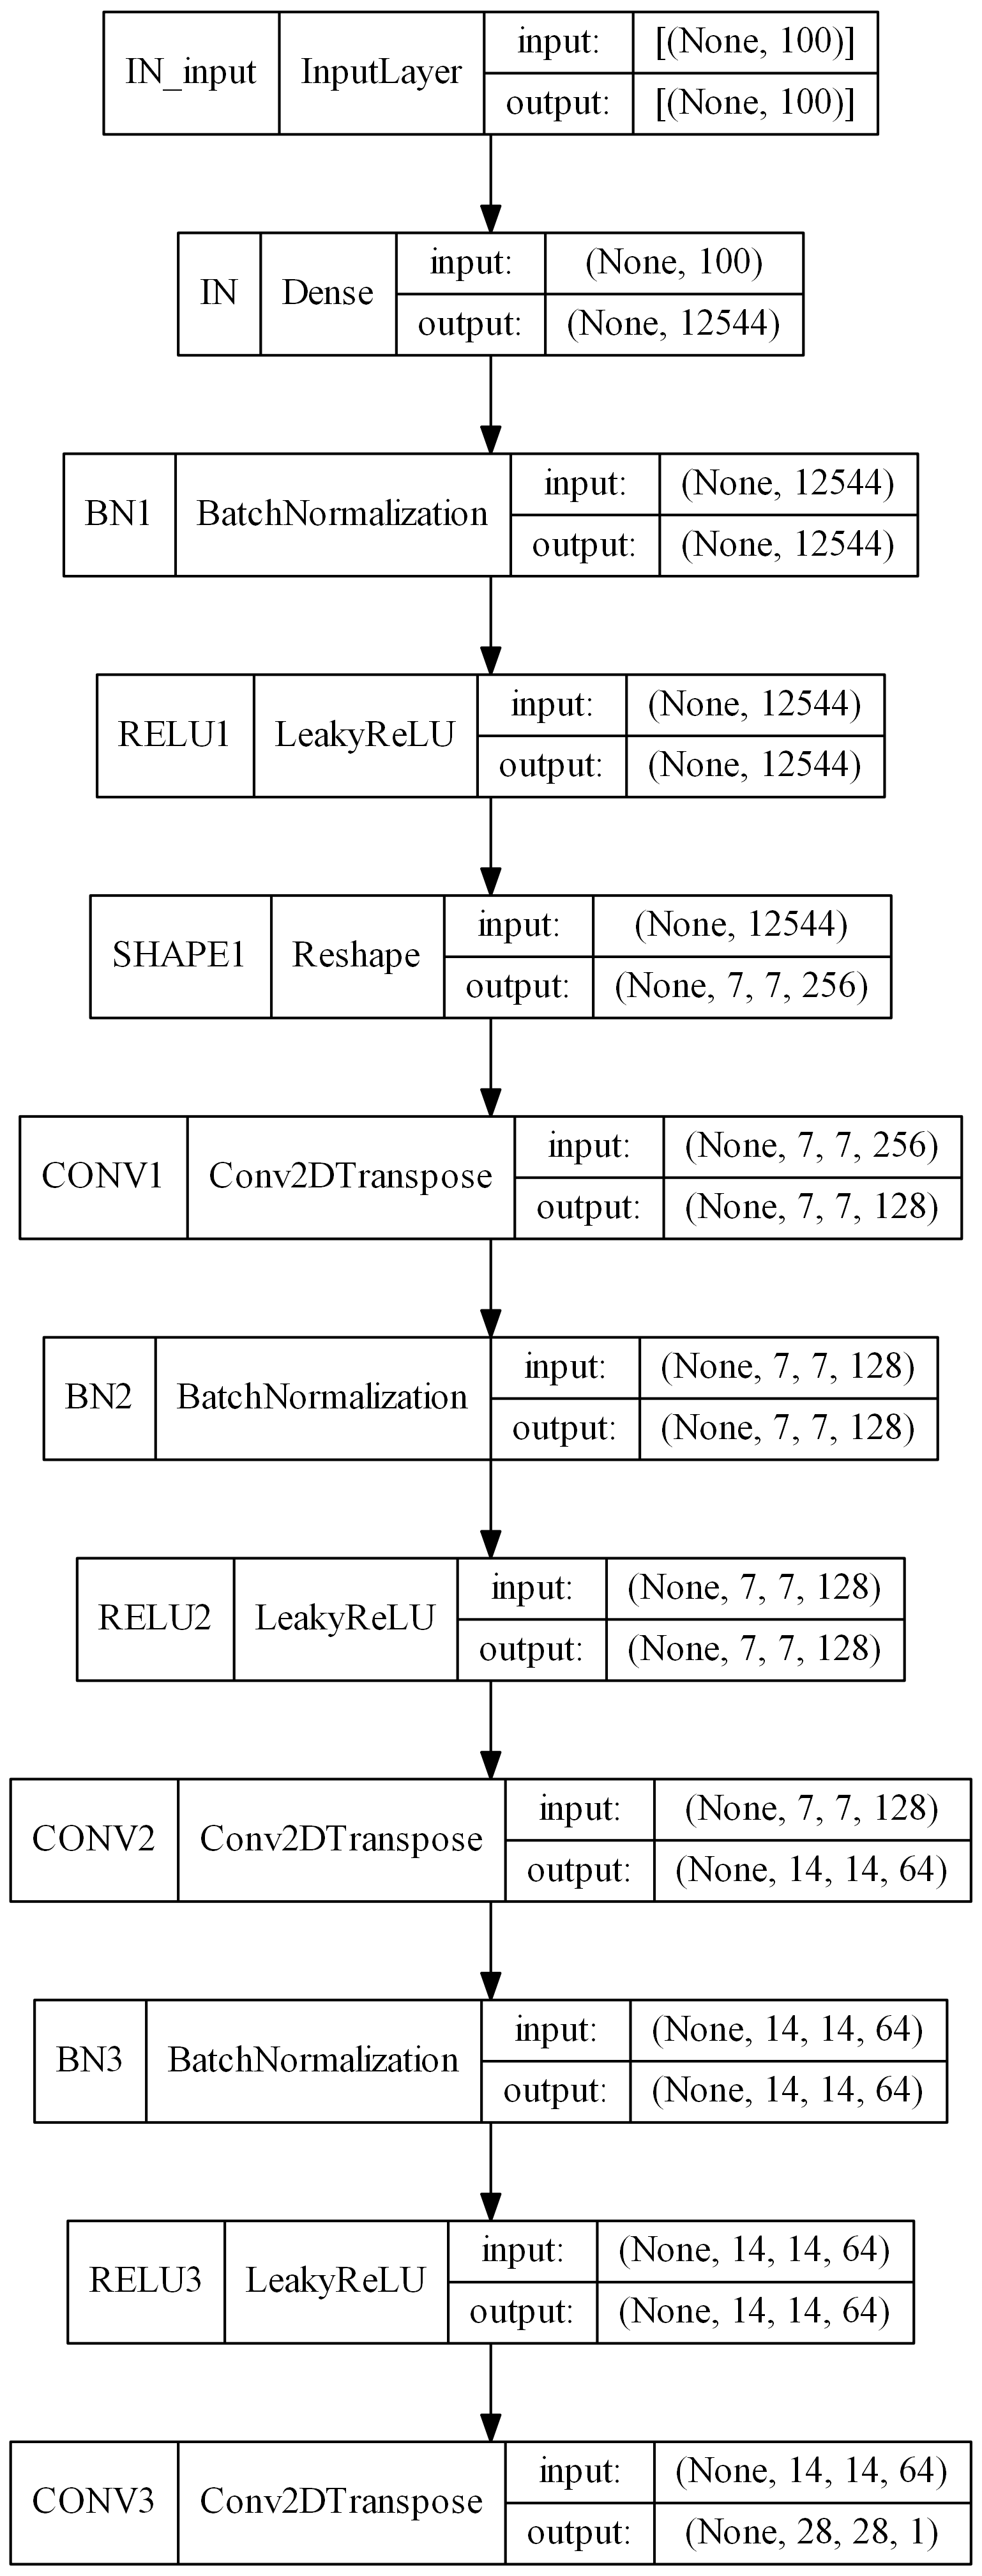 IN_input InputLayer input: [(None, 100)]
output: [(None, 100)]
IN Dense input: (None, 100)
output: (None, 12544)
BN1 BatchNormalization input: (None, 12544)
output: (None, 12544)
RELU1 LeakyReLU input: (None, 12544)
output: (None, 12544)
SHAPE1 Reshape input: (None, 12544)
output: (None, 7, 7, 256)
CONV1 Conv2DTranspose input: (None, 7, 7, 256)
output: (None, 7, 7, 128)
BN2 BatchNormalization input: (None, 7, 7, 128)
output: (None, 7, 7, 128)
RELU2 LeakyReLU input: (None, 7, 7, 128)
output: (None, 7, 7, 128)
CONV2 Conv2DTranspose input: (None, 7, 7, 128)
output: (None, 14, 14, 64)
BN3 BatchNormalization input: (None, 14, 14, 64)
output: (None, 14, 14, 64)
RELU3 LeakyReLU input: (None, 14, 14, 64)
output: (None, 14, 14, 64)
CONV3 Conv2DTranspose input: (None, 14, 14, 64)
output: (None, 28, 28, 1)